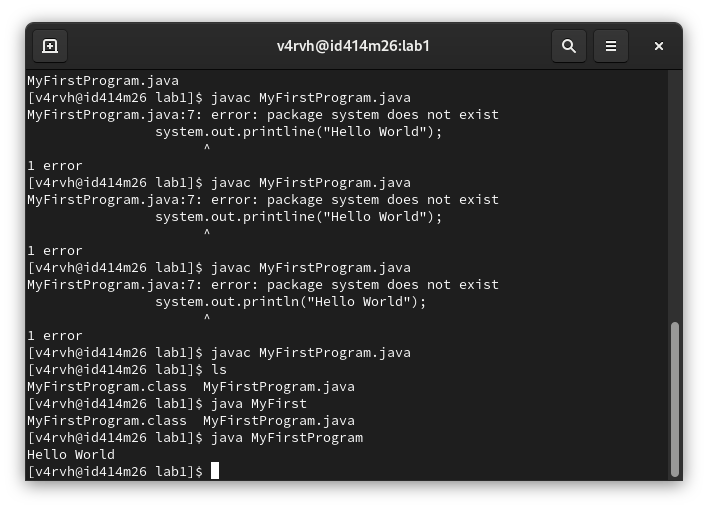 v4rvh@id414m26:lab1
MyFirstProgram.java
[v4rvh@id414m26 lab1]$ javac MyFirstProgram.java
MyFirstProgram.java:7: error: package system does not exist
                system.out.printline("Hello World");
                      ^
1 error
[v4rvh@id414m26 lab1]$ javac MyFirstProgram.java
MyFirstProgram.java:7: error: package system does not exist
                system.out.printline("Hello World");
                      ^
1 error
[v4rvh@id414m26 lab1]$ javac MyFirstProgram.java
MyFirstProgram.java:7: error: package system does not exist
                system.out.println("Hello World");
                      ^
1 error
[v4rvh@id414m26 lab1]$ javac MyFirstProgram.java
[v4rvh@id414m26 lab1]$ ls
MyFirstProgram.class  MyFirstProgram.java
[v4rvh@id414m26 lab1]$ java MyFirst
MyFirstProgram.class  MyFirstProgram.java
[v4rvh@id414m26 lab1]$ java MyFirstProgram
Hello World
[v4rvh@id414m26 lab1]$